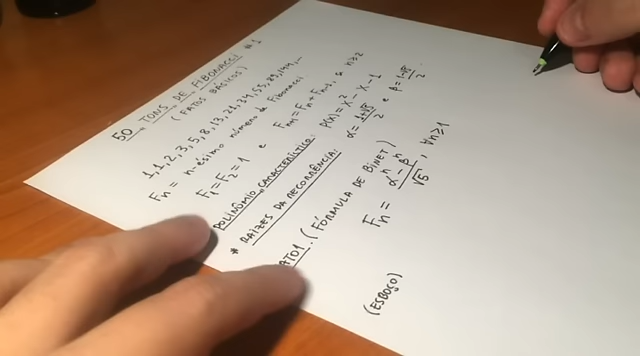 50 TONS DE FIBONACCI #1
(FATOS BÁSICOS)
1,1,2,3,5,8,13,21,34,55,89,144,...
Fn = n-ésimo número de Fibonacci
F1 = F2 = 1 e Fn+1 = Fn + Fn-1, se n≥2
POLINÔMIO CARACTERÍSTICO: P(x) = x² - x - 1
* RAÍZES DA RECORRÊNCIA: α = (1+√5)/2 e β = (1-√5)/2.
FATO 1. (FÓRMULA DE BINET)
Fn = (αⁿ - βⁿ)/√5, ∀n≥1
(ESBOÇO)